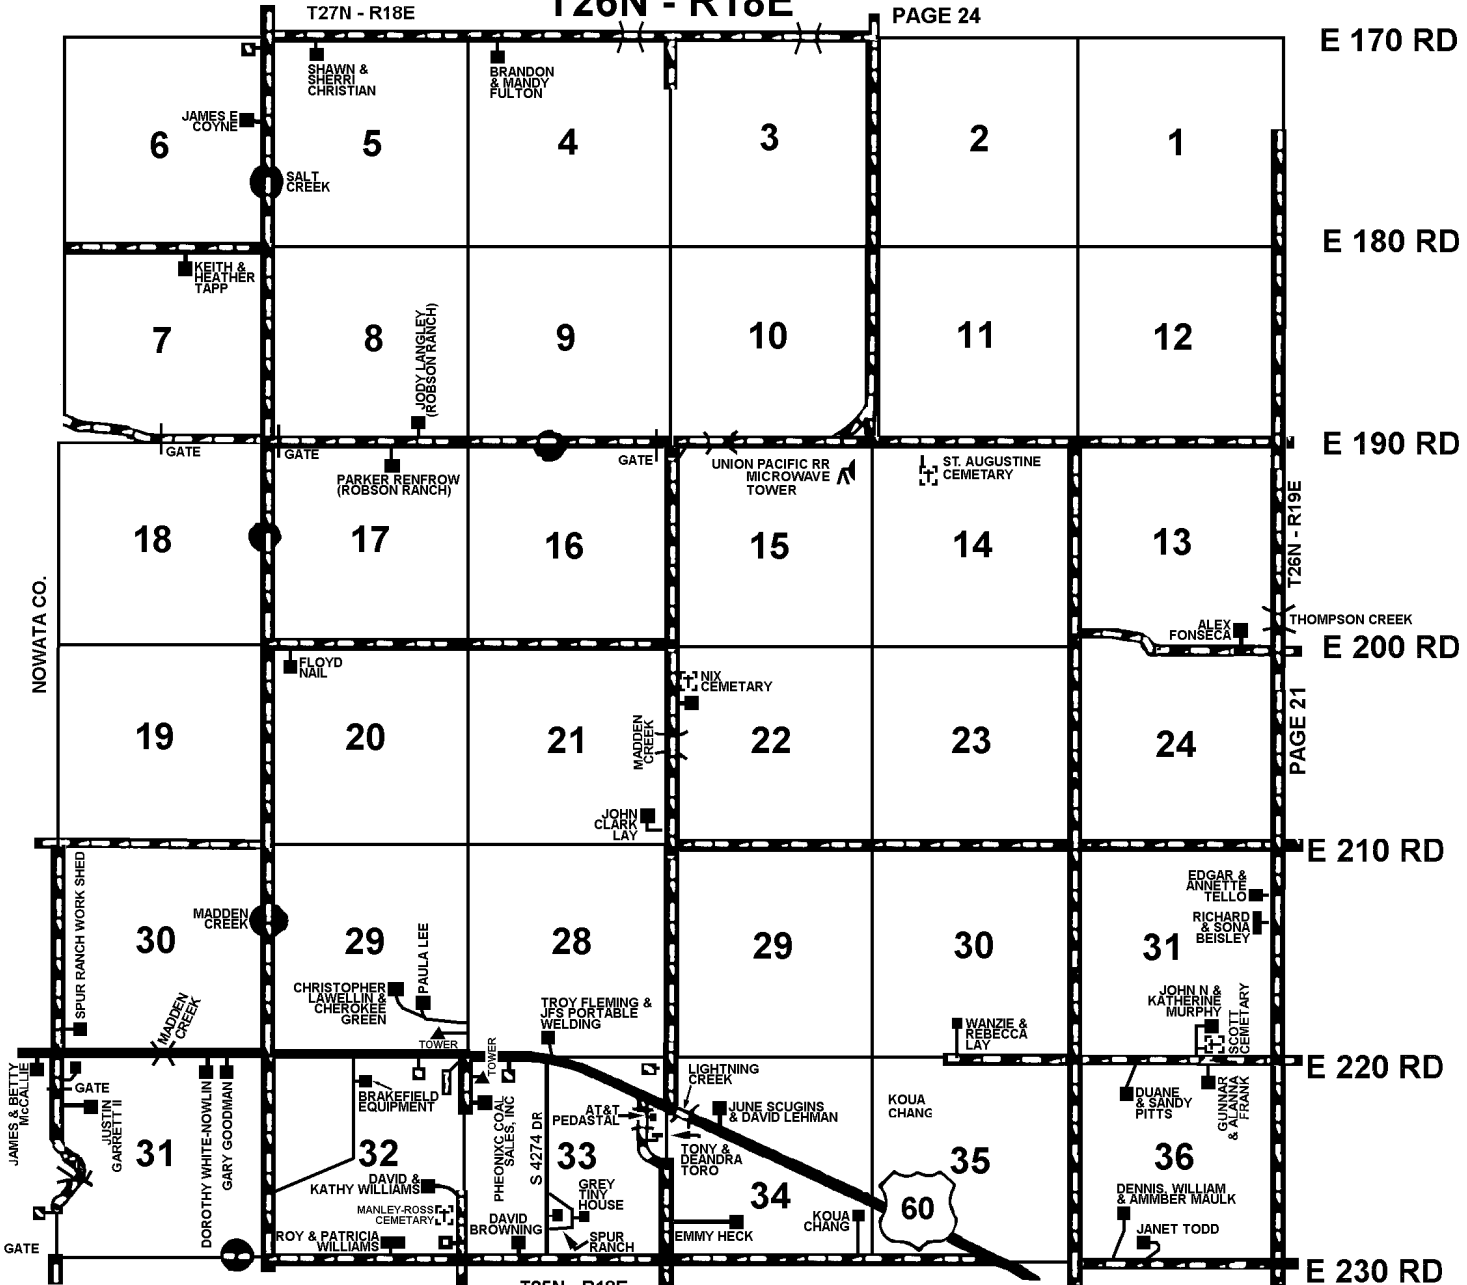 T27N - R18E
T26N - R18E
PAGE 24
E 170 RD
SHAWN &
SHERRI
CHRISTIAN
BRANDON
& MANDY
FULTON
JAMES E
COYNE
6
5
4
3
2
1
SALT
CREEK
E 180 RD
KEITH &
HEATHER
TAPP
7
8
JODY LANGLEY
(ROBSON RANCH)
9
10
11
12
GATE
GATE
GATE
E 190 RD
PARKER RENFROW
(ROBSON RANCH)
UNION PACIFIC RR
MICROWAVE
TOWER
ST. AUGUSTINE
CEMETARY
18
17
16
15
14
13
T26N - R19E
NOWATA CO.
THOMPSON CREEK
ALEX
FONSECA
E 200 RD
FLOYD
NAIL
NIX
CEMETARY
19
20
21
MADDEN
CREEK
22
23
24
PAGE 21
JOHN
CLARK
LAY
E 210 RD
SPUR RANCH WORK SHED
EDGAR &
ANNETTE
TELLO
RICHARD
& SONA
BEISLEY
MADDEN
CREEK
30
29
28
29
30
31
PAULA LEE
CHRISTOPHER
LAWELLIN &
CHEROKEE
GREEN
TROY FLEMING &
JFS PORTABLE
WELDING
JOHN N &
KATHERINE
MURPHY
SCOTT
CEMETARY
MADDEN
CREEK
WANZIE &
REBECCA
LAY
TOWER
TOWER
E 220 RD
JAMES & BETTY
McCALLIE
GATE
JUSTIN
GARRETT II
DOROTHY WHITE-NOWLIN
GARY GOODMAN
BRAKEFIELD
EQUIPMENT
PHEONIXC COAL
SALES, INC
S 4274 DR
AT&T
PEDASTAL
LIGHTNING
CREEK
JUNE SCUGINS
& DAVID LEHMAN
KOUA
CHANG
DUANE
& SANDY
PITTS
GUNNAR
& AFANNA
FRANK
31
32
33
TONY &
DEANDRA
TORO
34
35
36
DAVID &
KATHY WILLIAMS
MANLEY-ROSS
CEMETARY
GREY
TINY
HOUSE
DENNIS, WILLIAM
& AMMBER MAULK
60
KOUA
CHANG
JANET TODD
DAVID
BROWNING
ROY & PATRICIA
WILLIAMS
SPUR
RANCH
EMMY HECK
GATE
E 230 RD
T25N - R18E